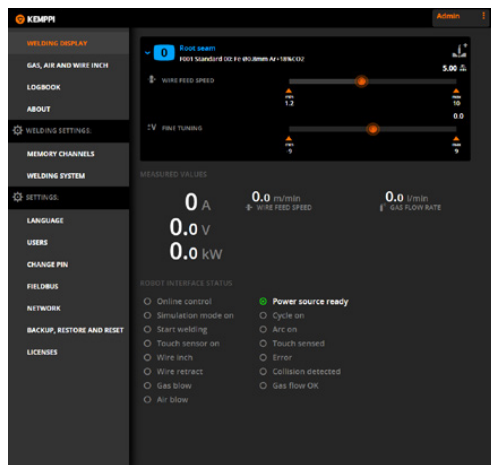 KEMPPI
Admin
WELDING DISPLAY
GAS, AIR AND WIRE INCH
LOGBOOK
ABOUT
WELDING SETTINGS:
MEMORY CHANNELS
WELDING SYSTEM
SETTINGS:
LANGUAGE
USERS
CHANGE PIN
FIELDBUS
NETWORK
BACKUP, RESTORE AND RESET
LICENSES
0 Root seam
F001 Standard 00: Fe Ø0.8mm Ar+18%CO2
5.00
WIRE FEED SPEED
min max
1.2 10
0.0
FINE TUNING
min max
-9 9
MEASURED VALUES
0 A
0.0 m/min
WIRE FEED SPEED
0.0 l/min
GAS FLOW RATE
0.0 V
0.0 kW
ROBOT INTERFACE STATUS
Online control
Simulation mode on
Start welding
Touch sensor on
Wire inch
Wire retract
Gas blow
Air blow
Power source ready
Cycle on
Arc on
Touch sensed
Error
Collision detected
Gas flow OK